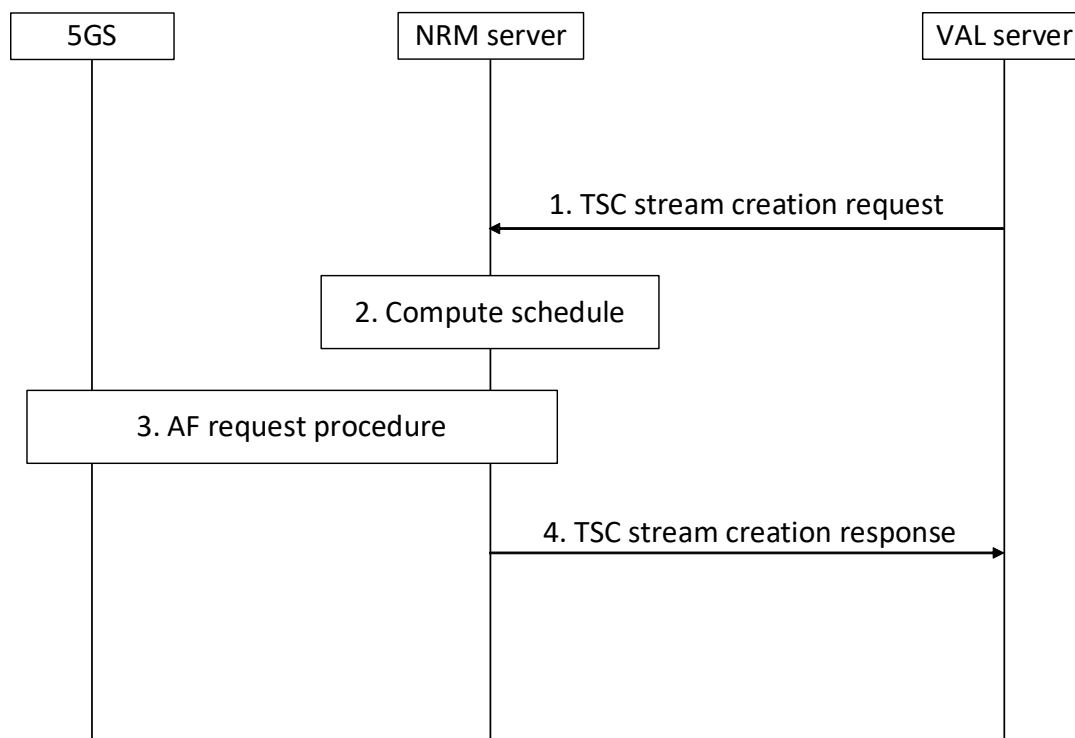 5GS
NRM server
VAL server
1. TSC stream creation request
2. Compute schedule
3. AF request procedure
4. TSC stream creation response